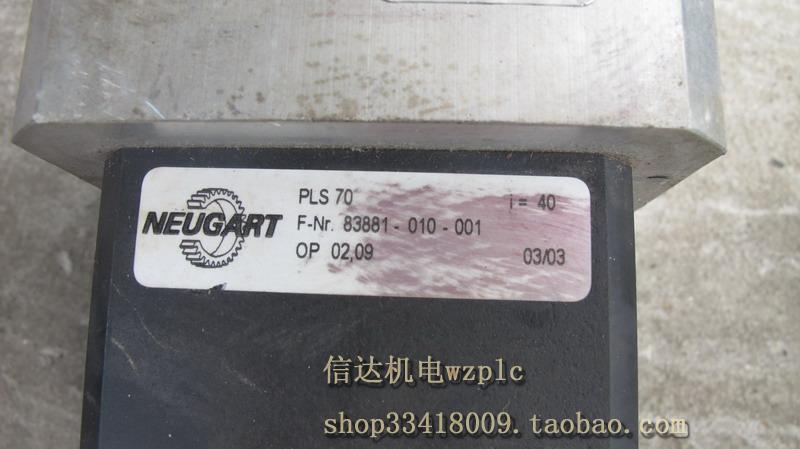 NEUGART
PLS 70 i = 40
F-Nr. 83881 - 010 - 001
OP 02,09 03/03
信达机电wzplc
shop33418009.taobao.com